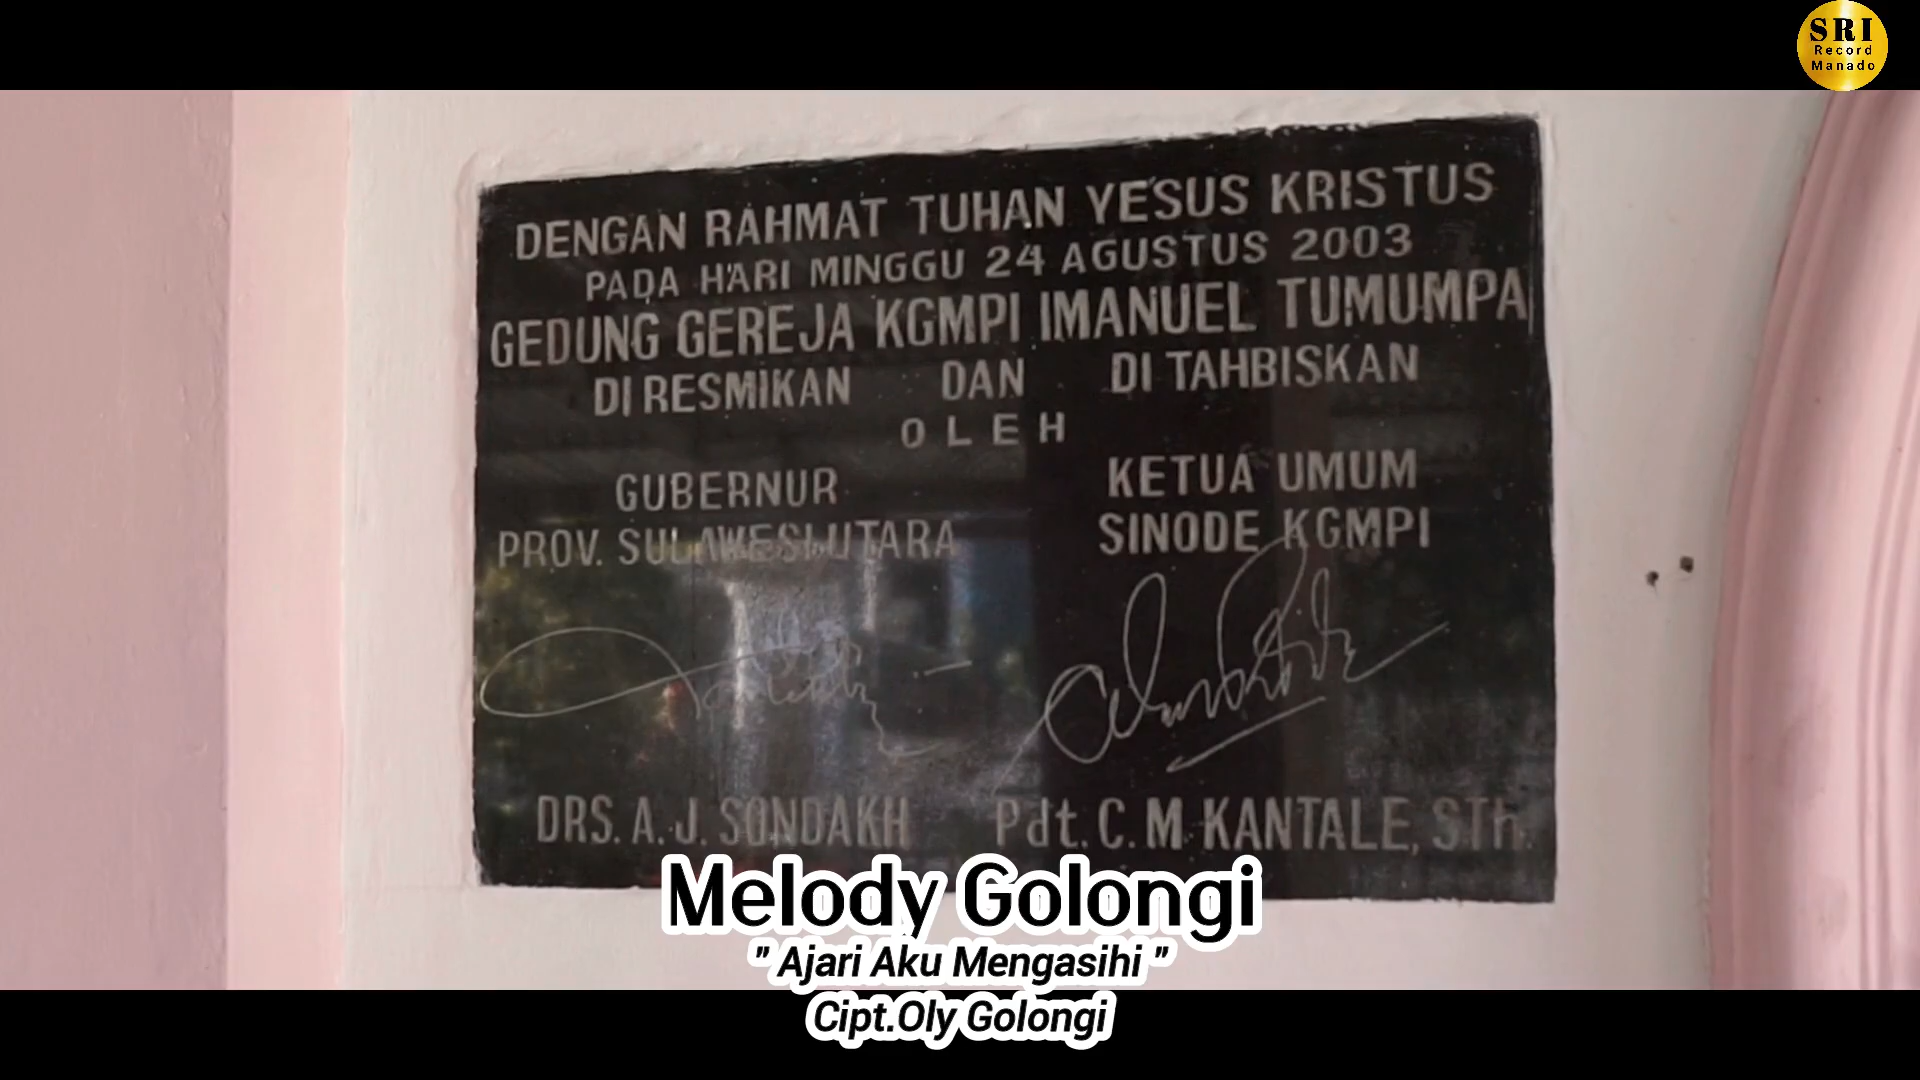 SRI
Record
Manado
DENGAN RAHMAT TUHAN YESUS KRISTUS
PADA HARI MINGGU 24 AGUSTUS 2003
GEDUNG GEREJA KGMPI IMANUEL TUMUMPA
DI RESMIKAN DAN DI TAHBISKAN
OLEH
GUBERNUR
PROV. SULAWESI UTARA
KETUA UMUM
SINODE KGMPI
DRS. A. J. SONDAKH
Pdt. C. M KANTALE, STh.
Melody Golongi
" Ajari Aku Mengasihi "
Cipt.Oly Golongi